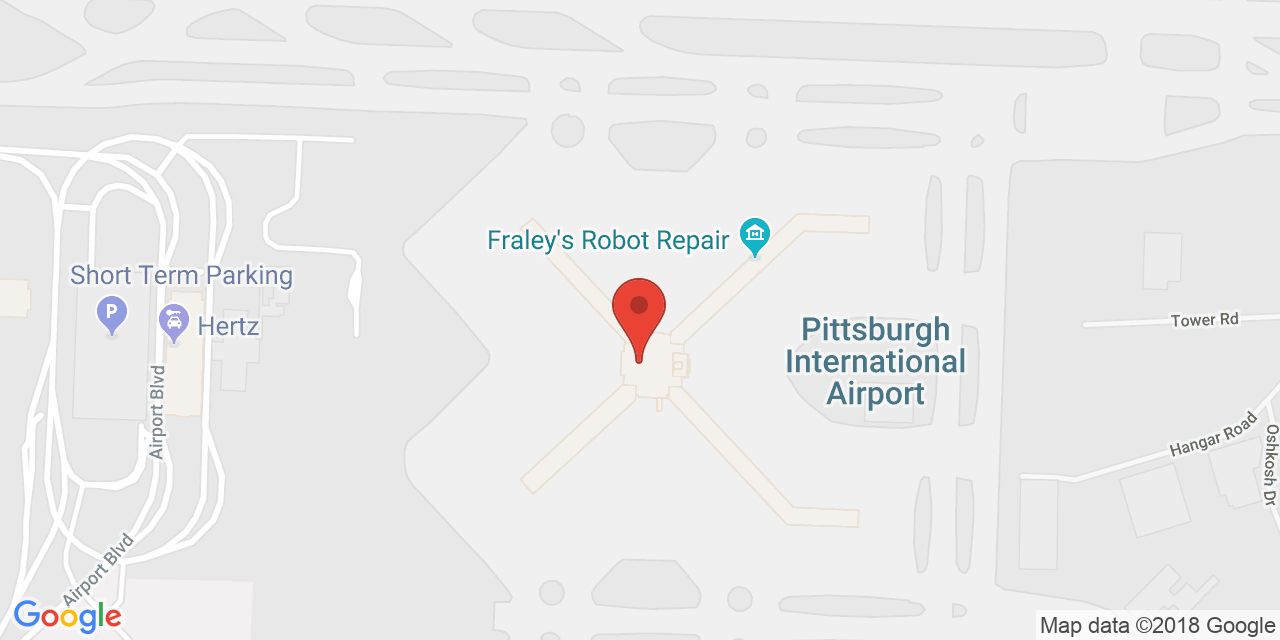 Fraley's Robot Repair
Short Term Parking
P
Hertz
Airport Blvd
Pittsburgh
International
Airport
Tower Rd
Hangar Road
Oshkosh Dr
Airport Blvd
Google
Map data ©2018 Google